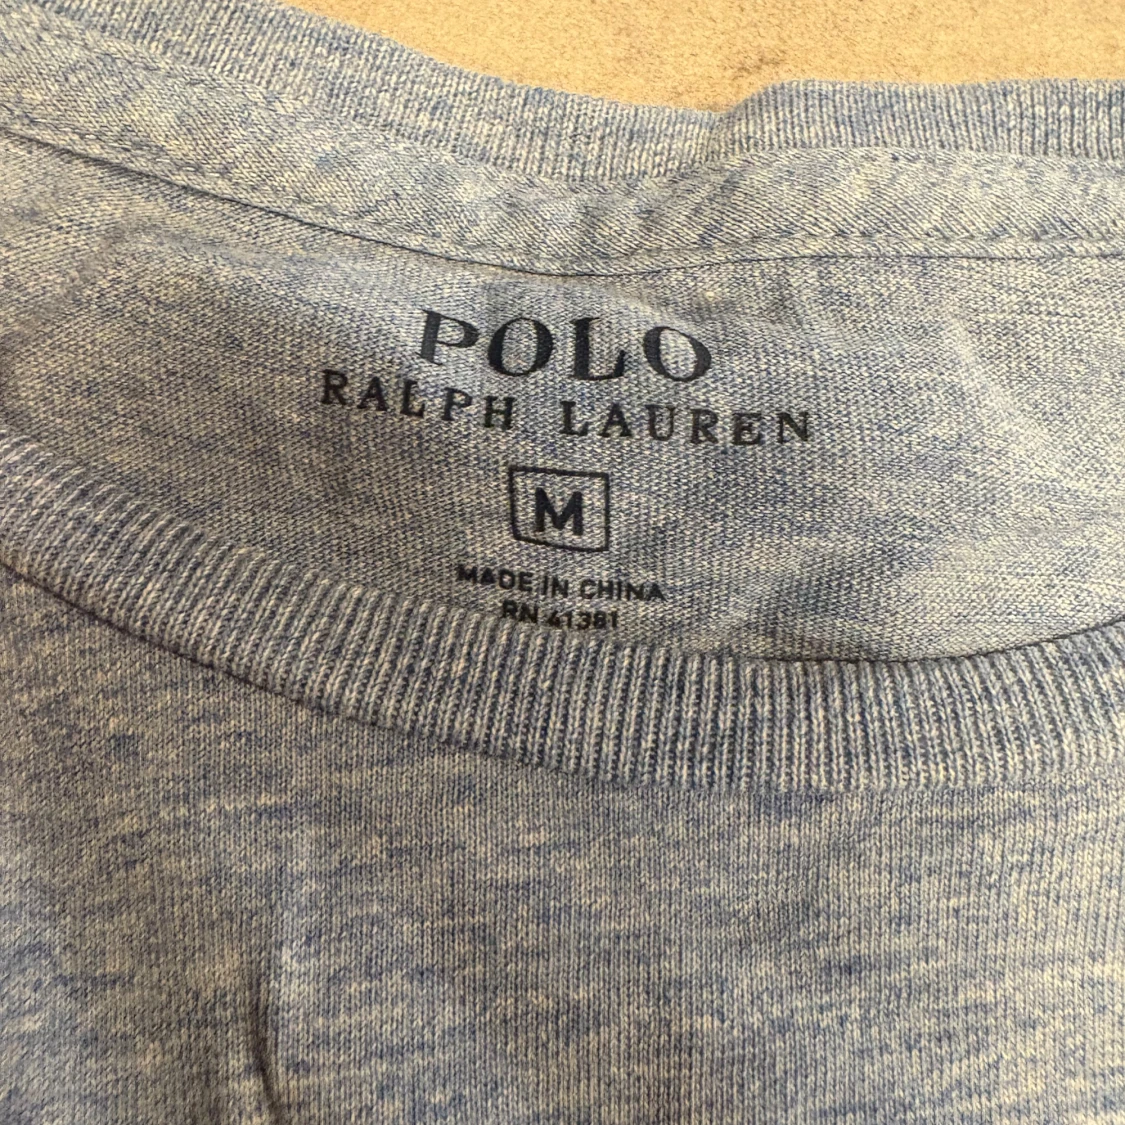 POLO
RALPH LAUREN
M
MADE IN CHINA
RN 41381